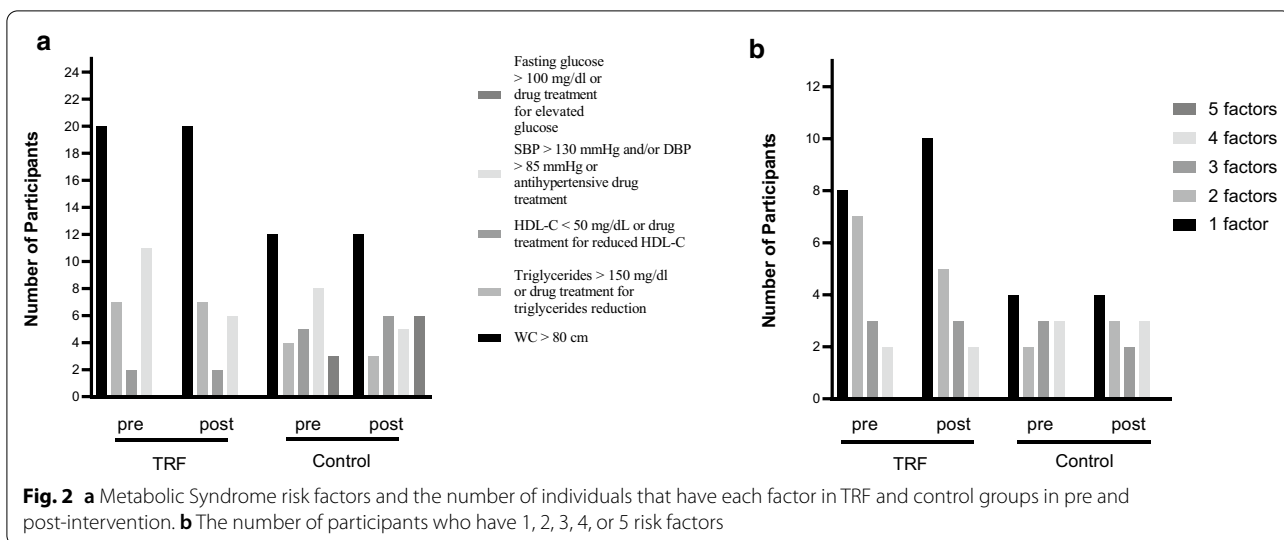 a
Number of Participants
24
22
20
18
16
14
12
10
8
6
4
2
0
pre
post
pre
post
TRF
Control
Fasting glucose
> 100 mg/dl or
drug treatment
for elevated
glucose
SBP > 130 mmHg and/or DBP
> 85 mmHg or
antihypertensive drug
treatment
HDL-C < 50 mg/dL or drug
treatment for reduced HDL-C
Triglycerides > 150 mg/dl
or drug treatment for
triglycerides reduction
WC > 80 cm
b
Number of Participants
12
10
8
6
4
2
0
pre
post
pre
post
TRF
Control
5 factors
4 factors
3 factors
2 factors
1 factor
Fig. 2 a Metabolic Syndrome risk factors and the number of individuals that have each factor in TRF and control groups in pre and
post-intervention. b The number of participants who have 1, 2, 3, 4, or 5 risk factors